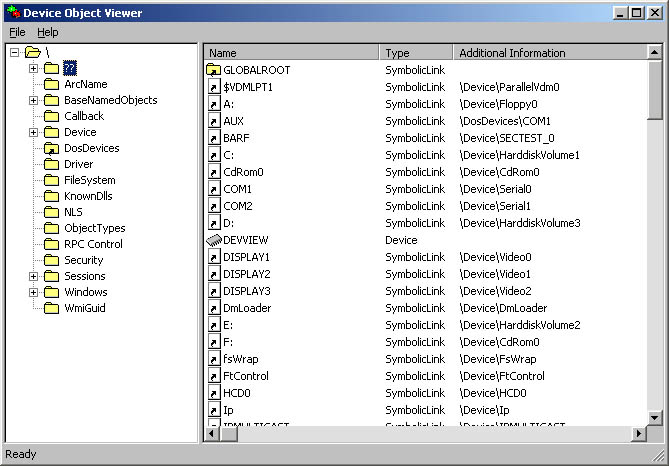 Device Object Viewer
File Help
\
??
ArcName
BaseNamedObjects
Callback
Device
DosDevices
Driver
FileSystem
KnownDlls
NLS
ObjectTypes
RPC Control
Security
Sessions
Windows
WmiGuid
Name Type Additional Information
GLOBALROOT SymbolicLink
$VDMLPT1 SymbolicLink \Device\ParallelVdm0
A: SymbolicLink \Device\Floppy0
AUX SymbolicLink \DosDevices\COM1
BARF SymbolicLink \Device\SECTEST_0
C: SymbolicLink \Device\HarddiskVolume1
CdRom0 SymbolicLink \Device\CdRom0
COM1 SymbolicLink \Device\Serial0
COM2 SymbolicLink \Device\Serial1
D: SymbolicLink \Device\HarddiskVolume3
DEVVIEW Device
DISPLAY1 SymbolicLink \Device\Video0
DISPLAY2 SymbolicLink \Device\Video1
DISPLAY3 SymbolicLink \Device\Video2
DmLoader SymbolicLink \Device\DmLoader
E: SymbolicLink \Device\HarddiskVolume2
F: SymbolicLink \Device\CdRom0
fsWrap SymbolicLink \Device\FsWrap
FtControl SymbolicLink \Device\FtControl
HCD0 SymbolicLink \Device\HCD0
Ip SymbolicLink \Device\Ip
IPMULTICAST SymbolicLink \Device\IPMULTICAST
Ready